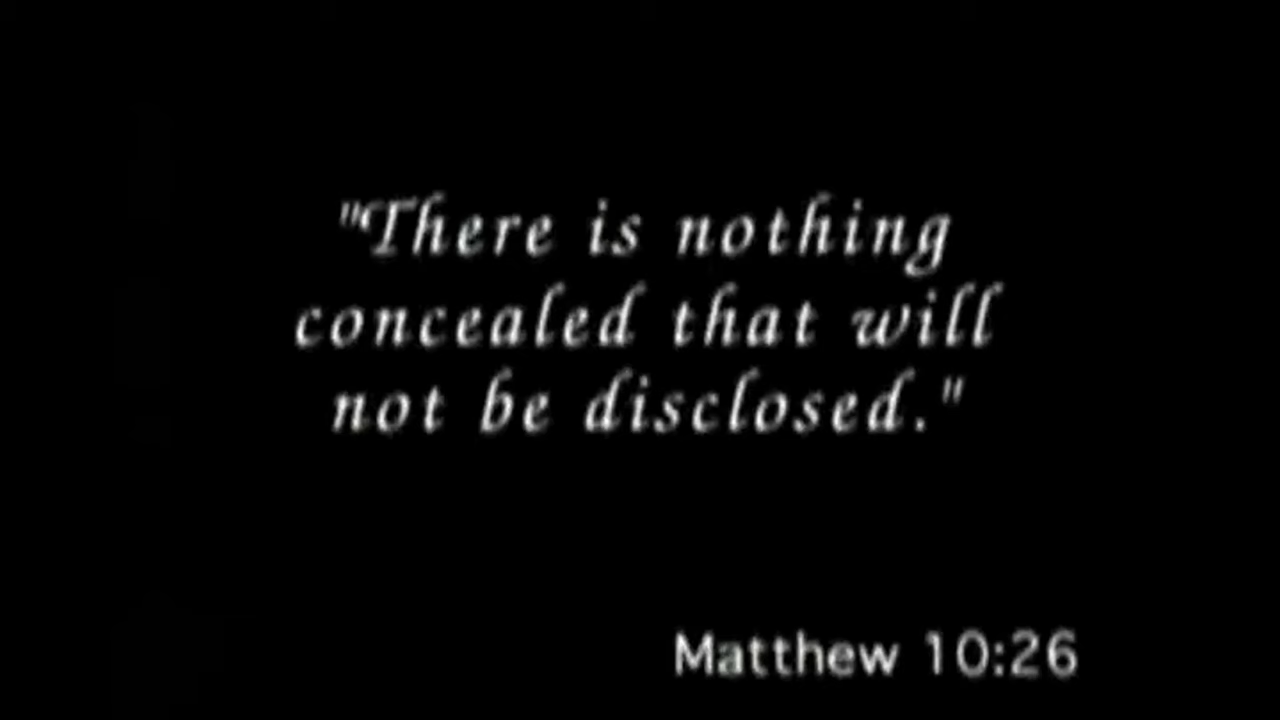 "There is nothing
concealed that will
not be disclosed."
Matthew 10:26